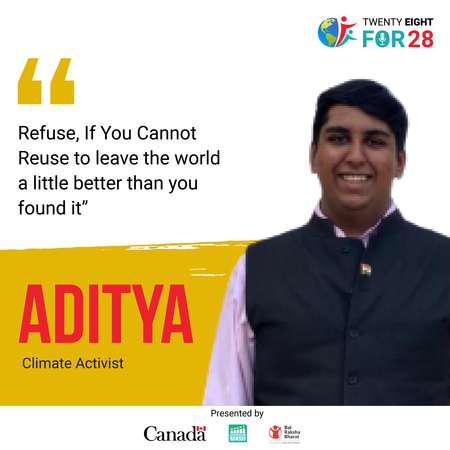 TWENTY EIGHT
FOR 28
“
Refuse, If You Cannot
Reuse to leave the world
a little better than you
found it”
ADITYA
Climate Activist
Presented by
Canada
Bal
Raksha
Bharat